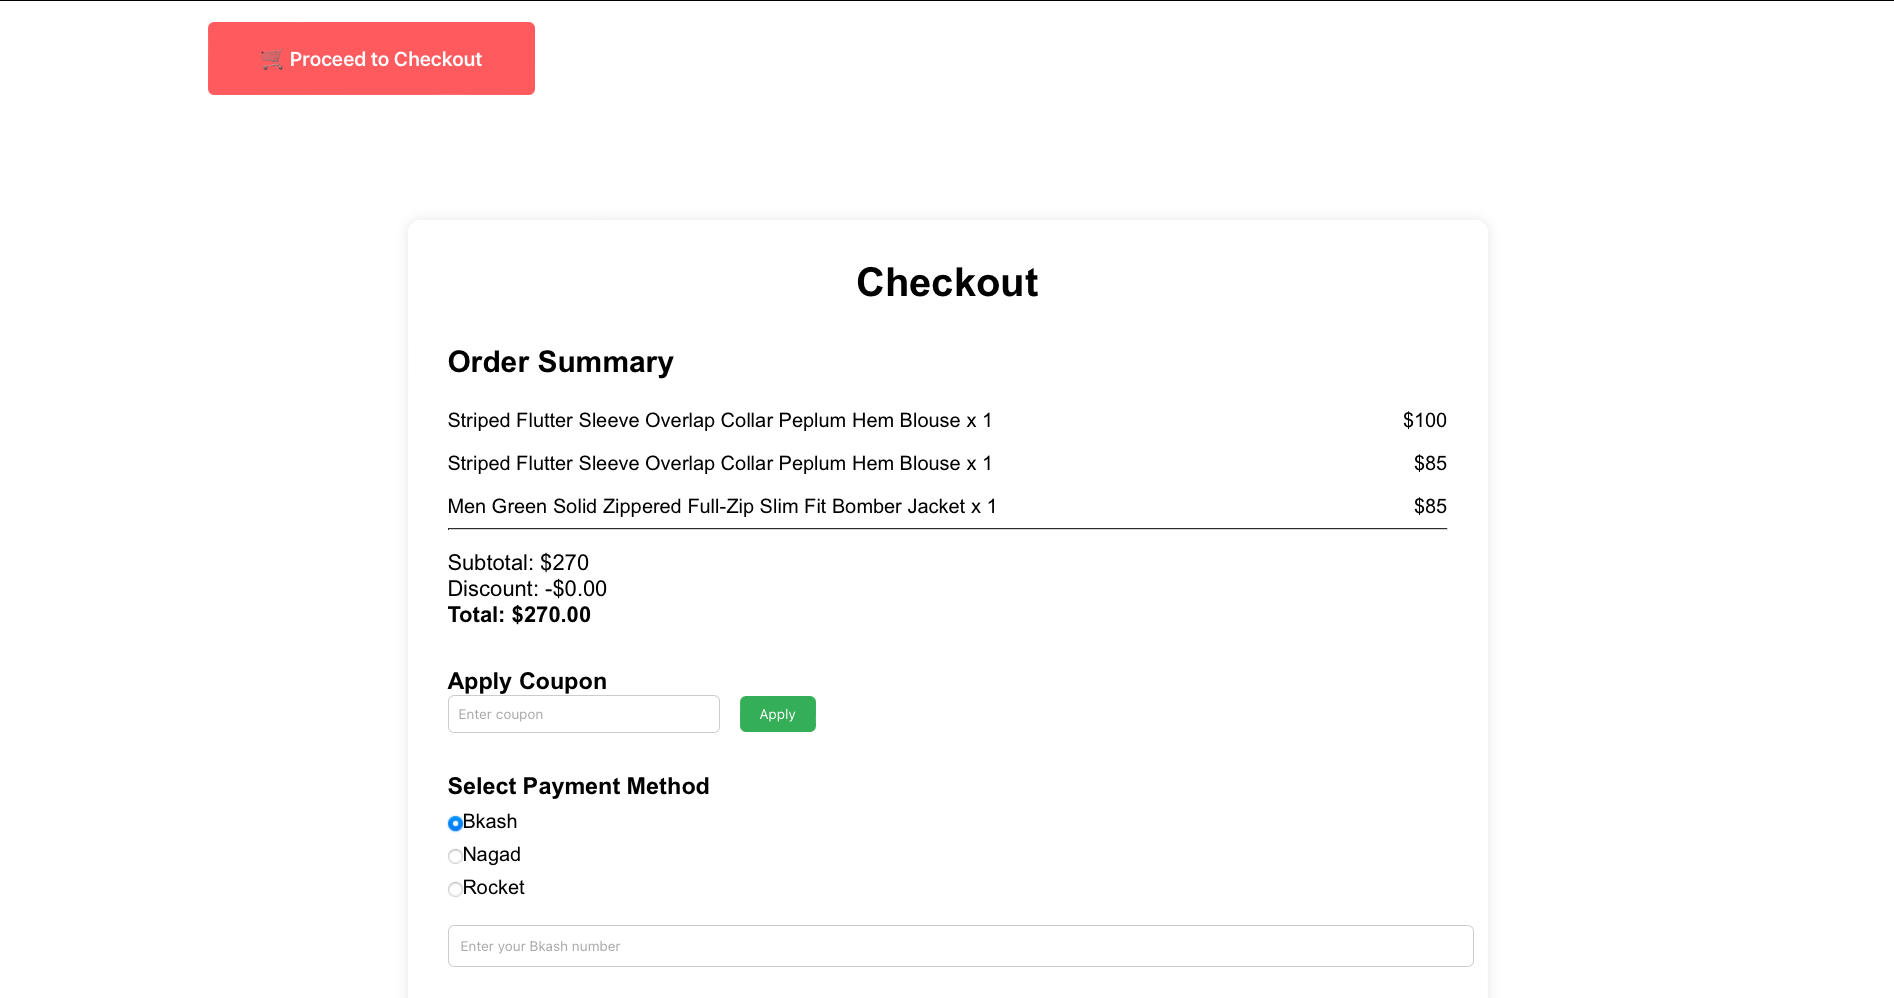 🛒 Proceed to Checkout
Checkout
Order Summary
Striped Flutter Sleeve Overlap Collar Peplum Hem Blouse x 1 $100
Striped Flutter Sleeve Overlap Collar Peplum Hem Blouse x 1 $85
Men Green Solid Zippered Full-Zip Slim Fit Bomber Jacket x 1 $85
Subtotal: $270
Discount: -$0.00
Total: $270.00
Apply Coupon
Enter coupon Apply
Select Payment Method
Bkash
Nagad
Rocket
Enter your Bkash number